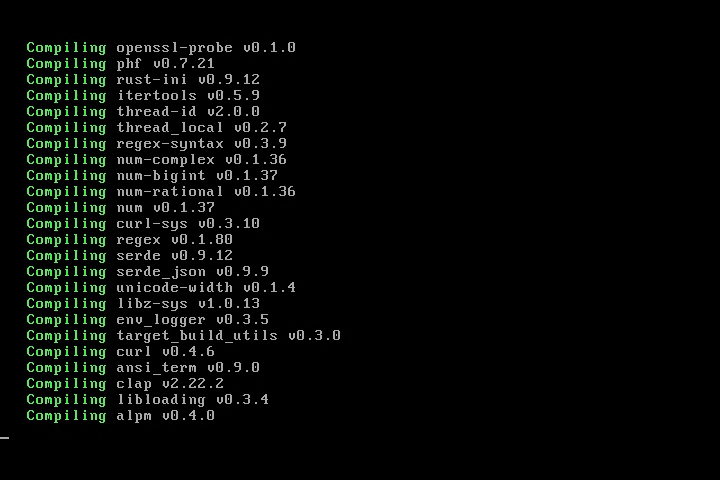 Compiling openssl-probe v0.1.0
Compiling phf v0.7.21
Compiling rust-ini v0.9.12
Compiling itertools v0.5.9
Compiling thread-id v2.0.0
Compiling thread_local v0.2.7
Compiling regex-syntax v0.3.9
Compiling num-complex v0.1.36
Compiling num-bigint v0.1.37
Compiling num-rational v0.1.36
Compiling num v0.1.37
Compiling curl-sys v0.3.10
Compiling regex v0.1.80
Compiling serde v0.9.12
Compiling serde_json v0.9.9
Compiling unicode-width v0.1.4
Compiling libz-sys v1.0.13
Compiling env_logger v0.3.5
Compiling target_build_utils v0.3.0
Compiling curl v0.4.6
Compiling ansi_term v0.9.0
Compiling clap v2.22.2
Compiling libloading v0.3.4
Compiling alpm v0.4.0